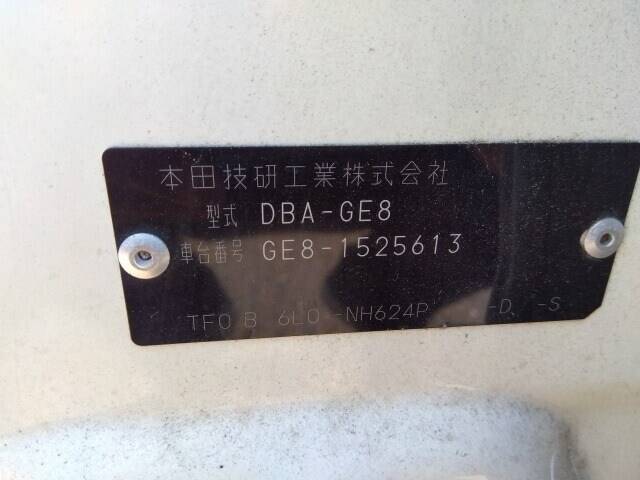 本田技研工業株式会社
型式 DBA-GE8
車台番号 GE8-1525613
TF0 B 6L0--NH624P -D -S